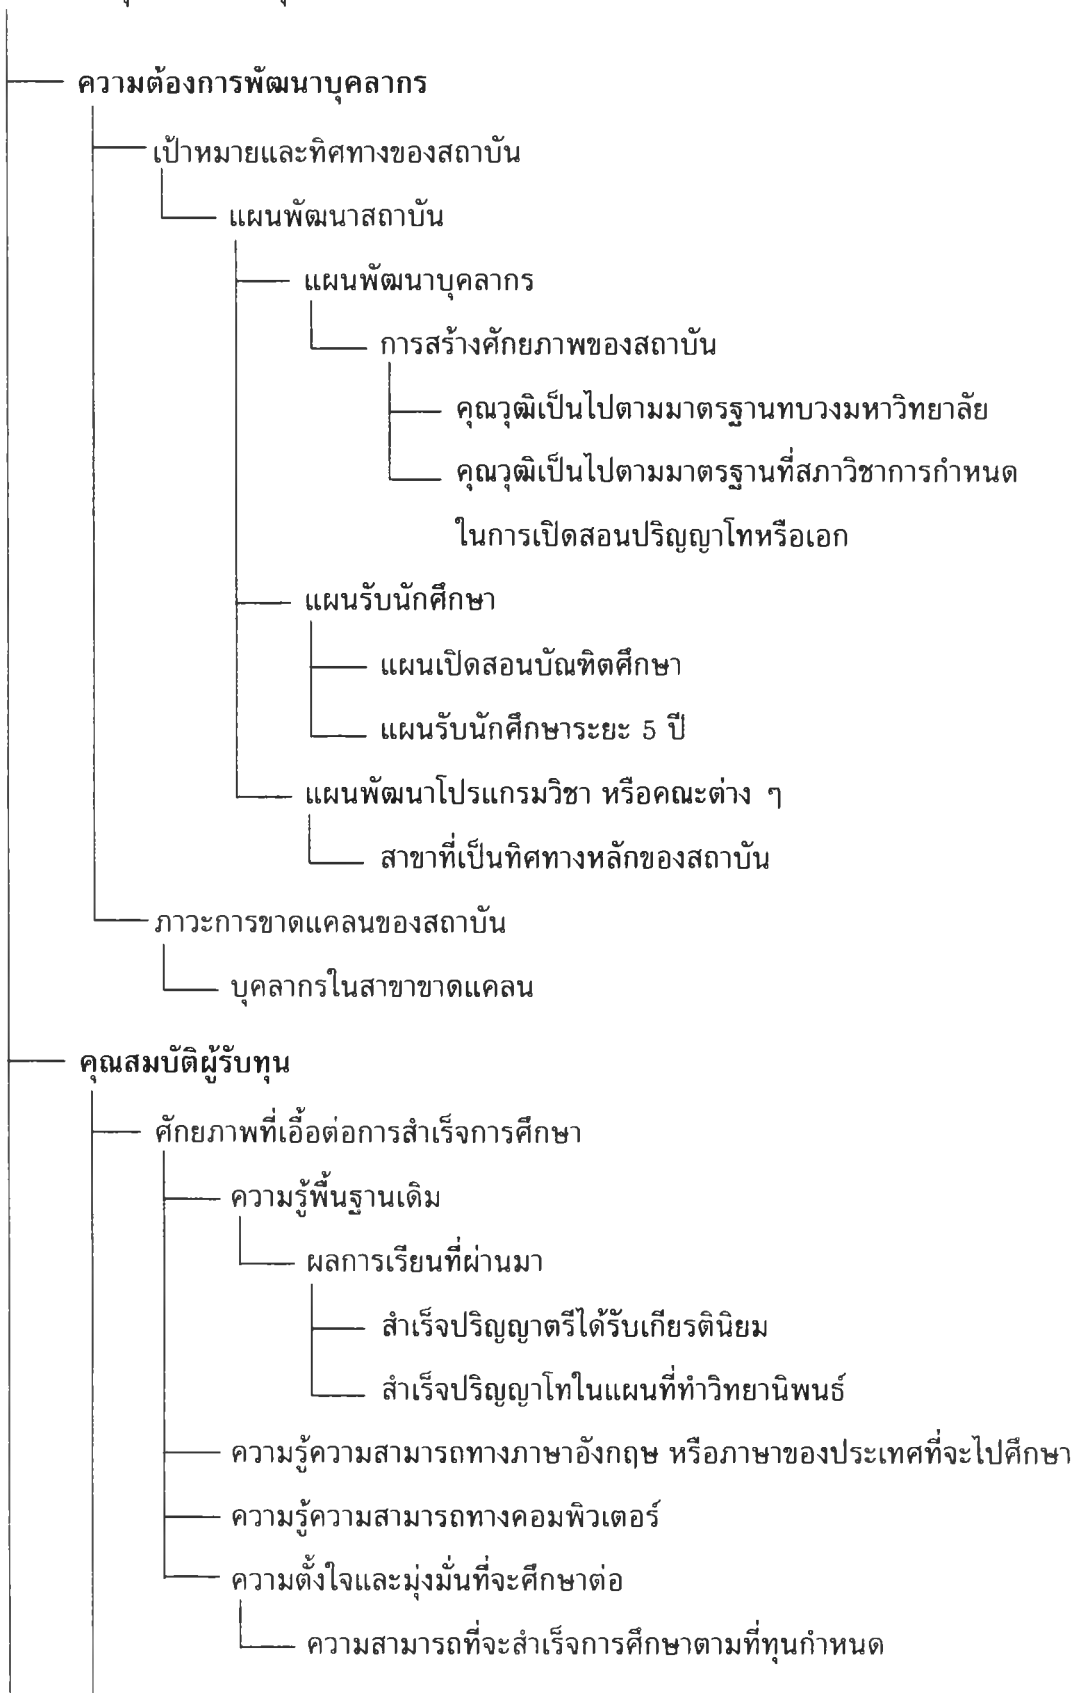 ความต้องการพัฒนาบุคลากร
เป้าหมายและทิศทางของสถาบัน
แผนพัฒนาสถาบัน
แผนพัฒนาบุคลากร
การสร้างศักยภาพของสถาบัน
คุณวุฒิเป็นไปตามมาตรฐานทบวงมหาวิทยาลัย
คุณวุฒิเป็นไปตามมาตรฐานที่สภาวิชาการกำหนด
ในการเปิดสอนปริญญาโทหรือเอก
แผนรับนักศึกษา
แผนเปิดสอนบัณฑิตศึกษา
แผนรับนักศึกษาระยะ 5 ปี
แผนพัฒนาโปรแกรมวิชา หรือคณะต่าง ๆ
สาขาที่เป็นทิศทางหลักของสถาบัน
ภาวะการขาดแคลนของสถาบัน
บุคลากรในสาขาขาดแคลน
คุณสมบัติผู้รับทุน
ศักยภาพที่เอื้อต่อการสำเร็จการศึกษา
ความรู้พื้นฐานเดิม
ผลการเรียนที่ผ่านมา
สำเร็จปริญญาตรีได้รับเกียรตินิยม
สำเร็จปริญญาโทในแผนที่ทำวิทยานิพนธ์
ความรู้ความสามารถทางภาษาอังกฤษ หรือภาษาของประเทศที่จะไปศึกษา
ความรู้ความสามารถทางคอมพิวเตอร์
ความตั้งใจและมุ่งมั่นที่จะศึกษาต่อ
ความสามารถที่จะสำเร็จการศึกษาตามที่ทุนกำหนด